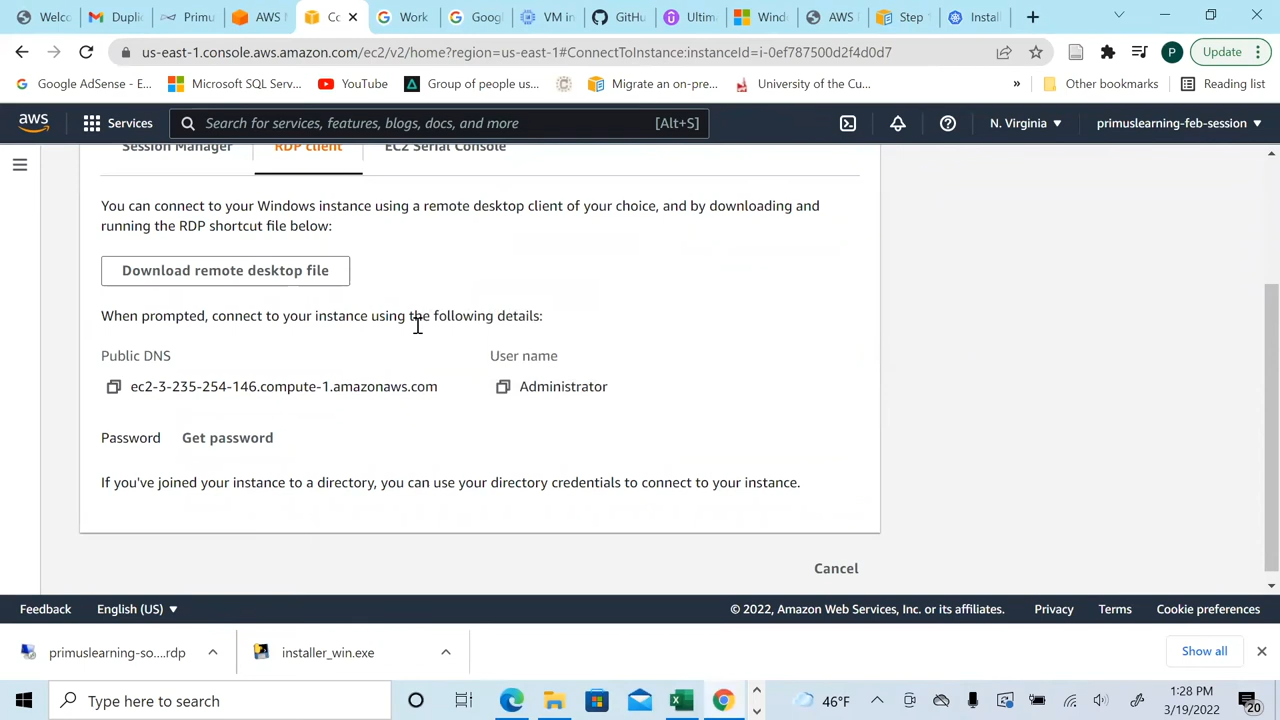 Welc
Duplic
Primu
AWS M
Co
Work
Goog
VM in
GitHu
Ultim
Wind
AWS
Step
Install
us-east-1.console.aws.amazon.com/ec2/v2/home?region=us-east-1#ConnectToInstance:instanceId=i-0ef787500d2f4d0d7
P
Update
Google AdSense - E...
Microsoft SQL Serv...
YouTube
Group of people us...
Migrate an on-pre...
University of the Cu...
»
Other bookmarks
Reading list
aws
Services
Search for services, features, blogs, docs, and more
[Alt+S]
N. Virginia
primuslearning-feb-session
Session Manager
RDP client
EC2 Serial Console
You can connect to your Windows instance using a remote desktop client of your choice, and by downloading and
running the RDP shortcut file below:
Download remote desktop file
When prompted, connect to your instance using the following details:
Public DNS
User name
ec2-3-235-254-146.compute-1.amazonaws.com
Administrator
Password
Get password
If you've joined your instance to a directory, you can use your directory credentials to connect to your instance.
Cancel
Feedback
English (US)
© 2022, Amazon Web Services, Inc. or its affiliates.
Privacy
Terms
Cookie preferences
primuslearning-so....rdp
installer_win.exe
Show all
Type here to search
46°F
1:28 PM
3/19/2022
20